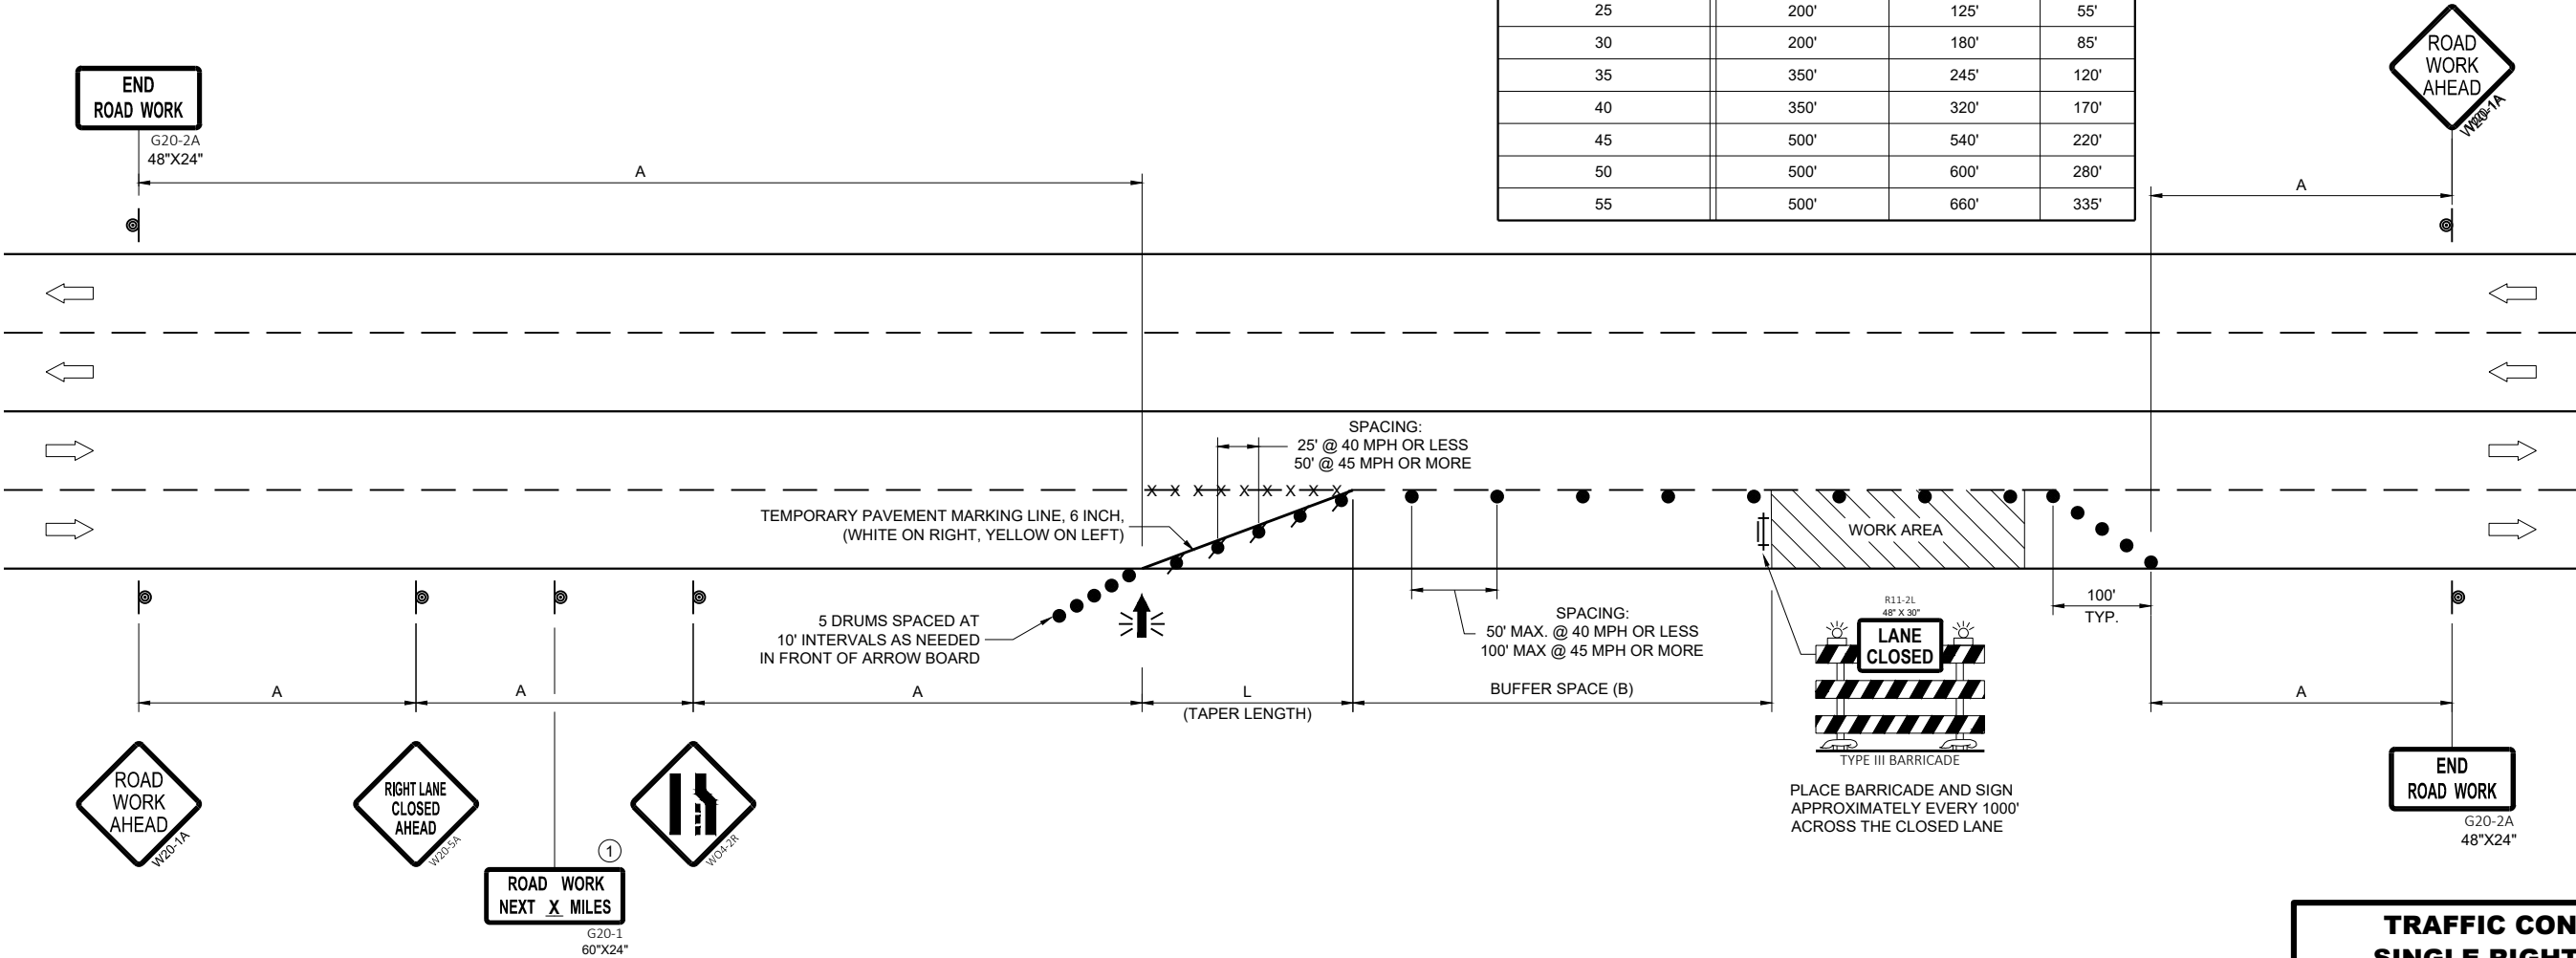 25 200' 125' 55'
30 200' 180' 85'
35 350' 245' 120'
40 350' 320' 170'
45 500' 540' 220'
50 500' 600' 280'
55 500' 660' 335'
END
ROAD WORK
G20-2A
48"X24"
ROAD
WORK
AHEAD
W20-1A
A
A
SPACING:
25' @ 40 MPH OR LESS
50' @ 45 MPH OR MORE
X X X X X X X X X
TEMPORARY PAVEMENT MARKING LINE, 6 INCH,
(WHITE ON RIGHT, YELLOW ON LEFT)
WORK AREA
5 DRUMS SPACED AT
10' INTERVALS AS NEEDED
IN FRONT OF ARROW BOARD
SPACING:
50' MAX. @ 40 MPH OR LESS
100' MAX @ 45 MPH OR MORE
R11-2L
48" X 30"
LANE
CLOSED
TYPE III BARRICADE
100'
TYP.
A
A
A
L
(TAPER LENGTH)
BUFFER SPACE (B)
A
PLACE BARRICADE AND SIGN
APPROXIMATELY EVERY 1000'
ACROSS THE CLOSED LANE
ROAD
WORK
AHEAD
W20-1A
RIGHT LANE
CLOSED
AHEAD
W20-5A
WO4-2R
1
ROAD WORK
NEXT X MILES
G20-1
60"X24"
END
ROAD WORK
G20-2A
48"X24"
TRAFFIC CON
SINGLE RIGHT